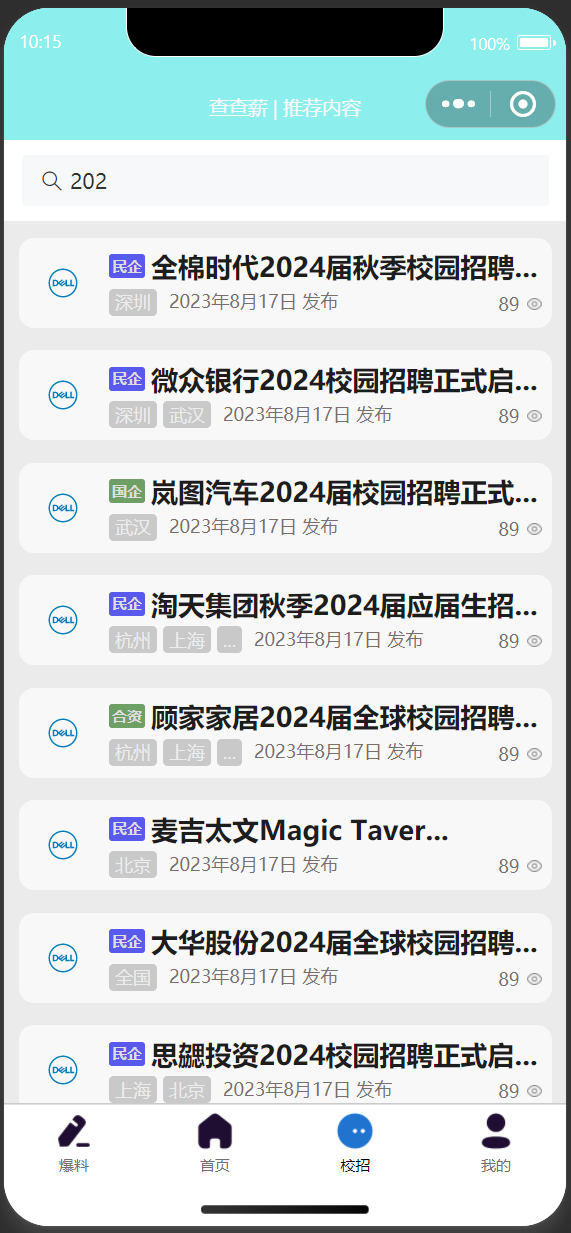 10:15 100%
查查薪 | 推荐内容
202
民企 全棉时代2024届秋季校园招聘...
DELL
深圳 2023年8月17日 发布 89
民企 微众银行2024校园招聘正式启...
DELL
深圳 武汉 2023年8月17日 发布 89
国企 岚图汽车2024届校园招聘正式...
DELL
武汉 2023年8月17日 发布 89
民企 淘天集团秋季2024届应届生招...
DELL
杭州 上海 ... 2023年8月17日 发布 89
合资 顾家家居2024届全球校园招聘...
DELL
杭州 上海 ... 2023年8月17日 发布 89
民企 麦吉太文Magic Taver...
DELL
北京 2023年8月17日 发布 89
民企 大华股份2024届全球校园招聘...
DELL
全国 2023年8月17日 发布 89
民企 思勰投资2024校园招聘正式启...
DELL
上海 北京 2023年8月17日 发布 89
爆料 首页 校招 我的